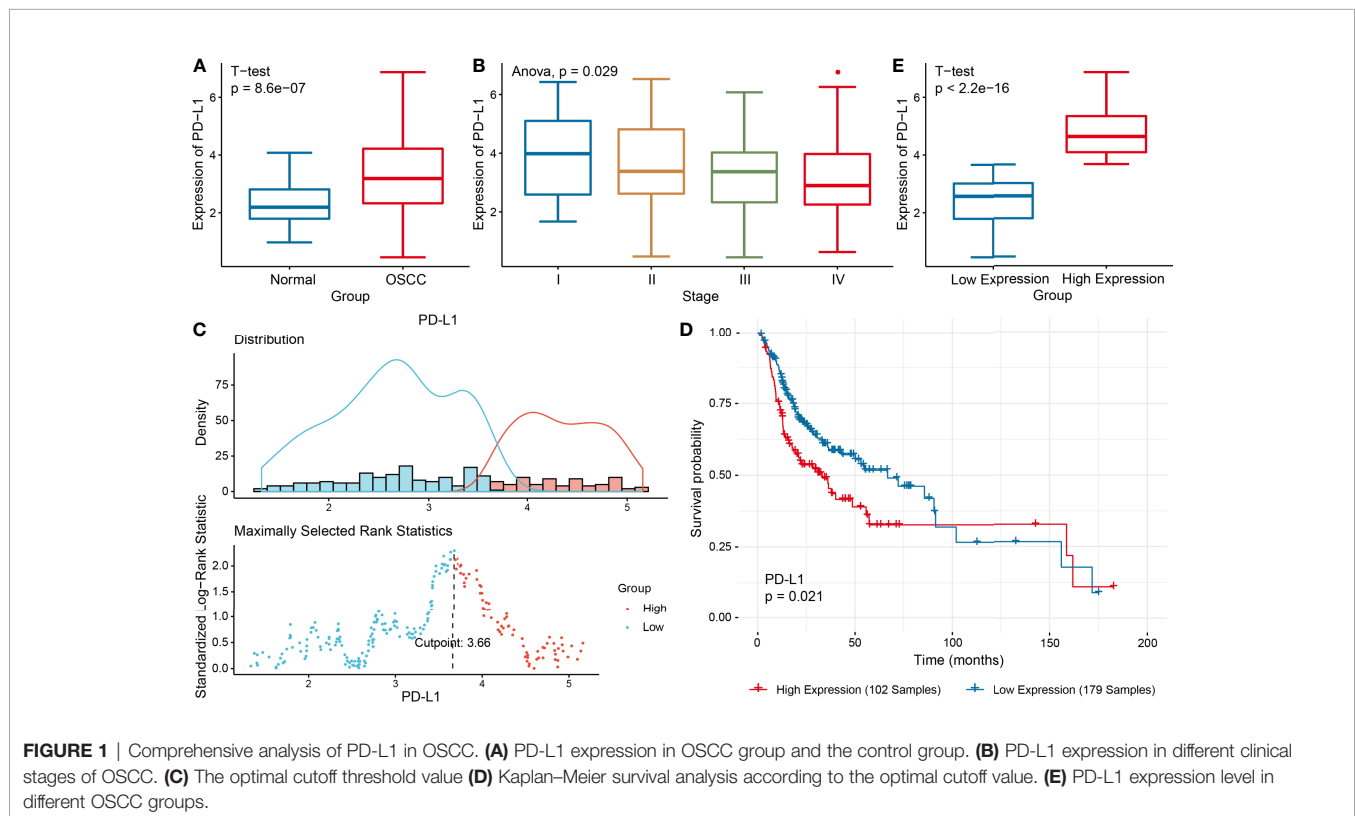 A
T−test
p = 8.6e−07
Expression of PD−L1
6
4
2
Normal
OSCC
Group
B
Anova, p = 0.029
Expression of PD−L1
6
4
2
I
II
III
IV
Stage
E
T−test
p < 2.2e−16
Expression of PD−L1
6
4
2
Low Expression
High Expression
Group
C
PD-L1
Distribution
Density
75
50
25
0
2
3
4
5
Maximally Selected Rank Statistics
Standardized Log−Rank Statistic
2.0
1.5
1.0
0.5
0.0
Cutpoint: 3.66
2
3
4
5
PD-L1
Group
High
Low
D
Survival probability
1.00
0.75
0.50
0.25
0.00
PD-L1
p = 0.021
0
50
100
150
200
Time (months)
High Expression (102 Samples)
Low Expression (179 Samples)
FIGURE 1 | Comprehensive analysis of PD-L1 in OSCC. (A) PD-L1 expression in OSCC group and the control group. (B) PD-L1 expression in different clinical
stages of OSCC. (C) The optimal cutoff threshold value (D) Kaplan–Meier survival analysis according to the optimal cutoff value. (E) PD-L1 expression level in
different OSCC groups.